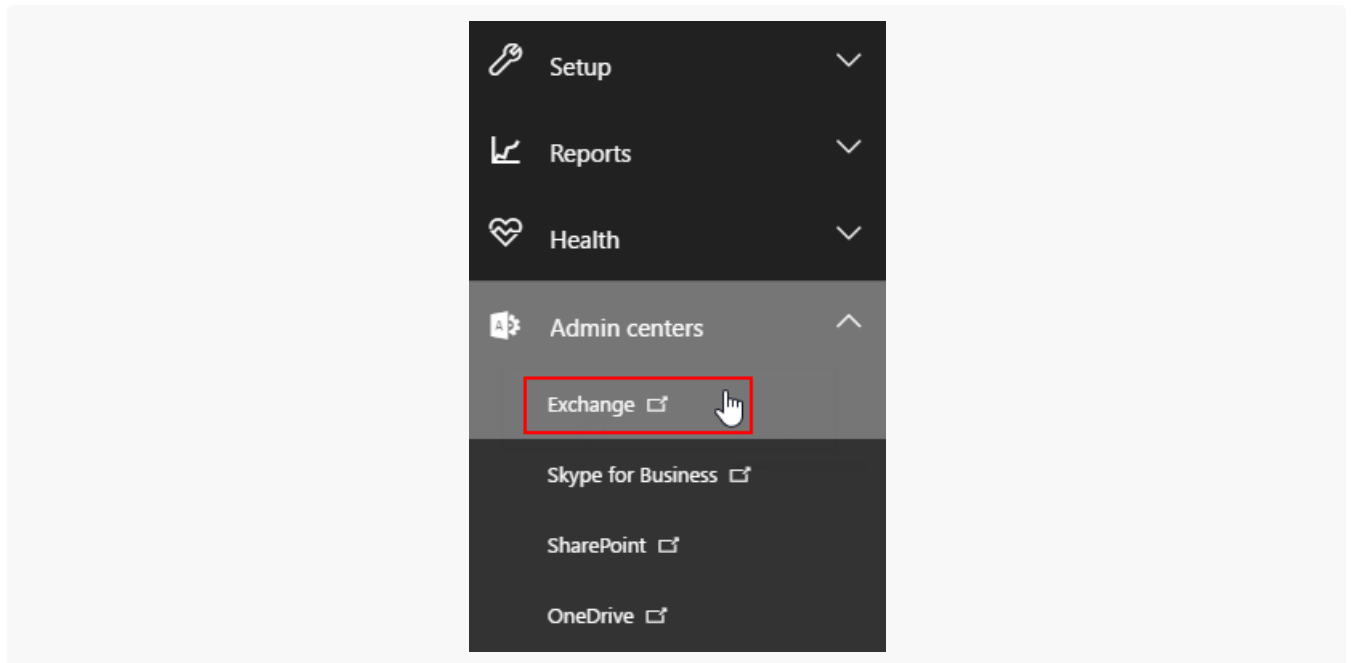 Setup
Reports
Health
Admin centers
Exchange
Skype for Business
SharePoint
OneDrive